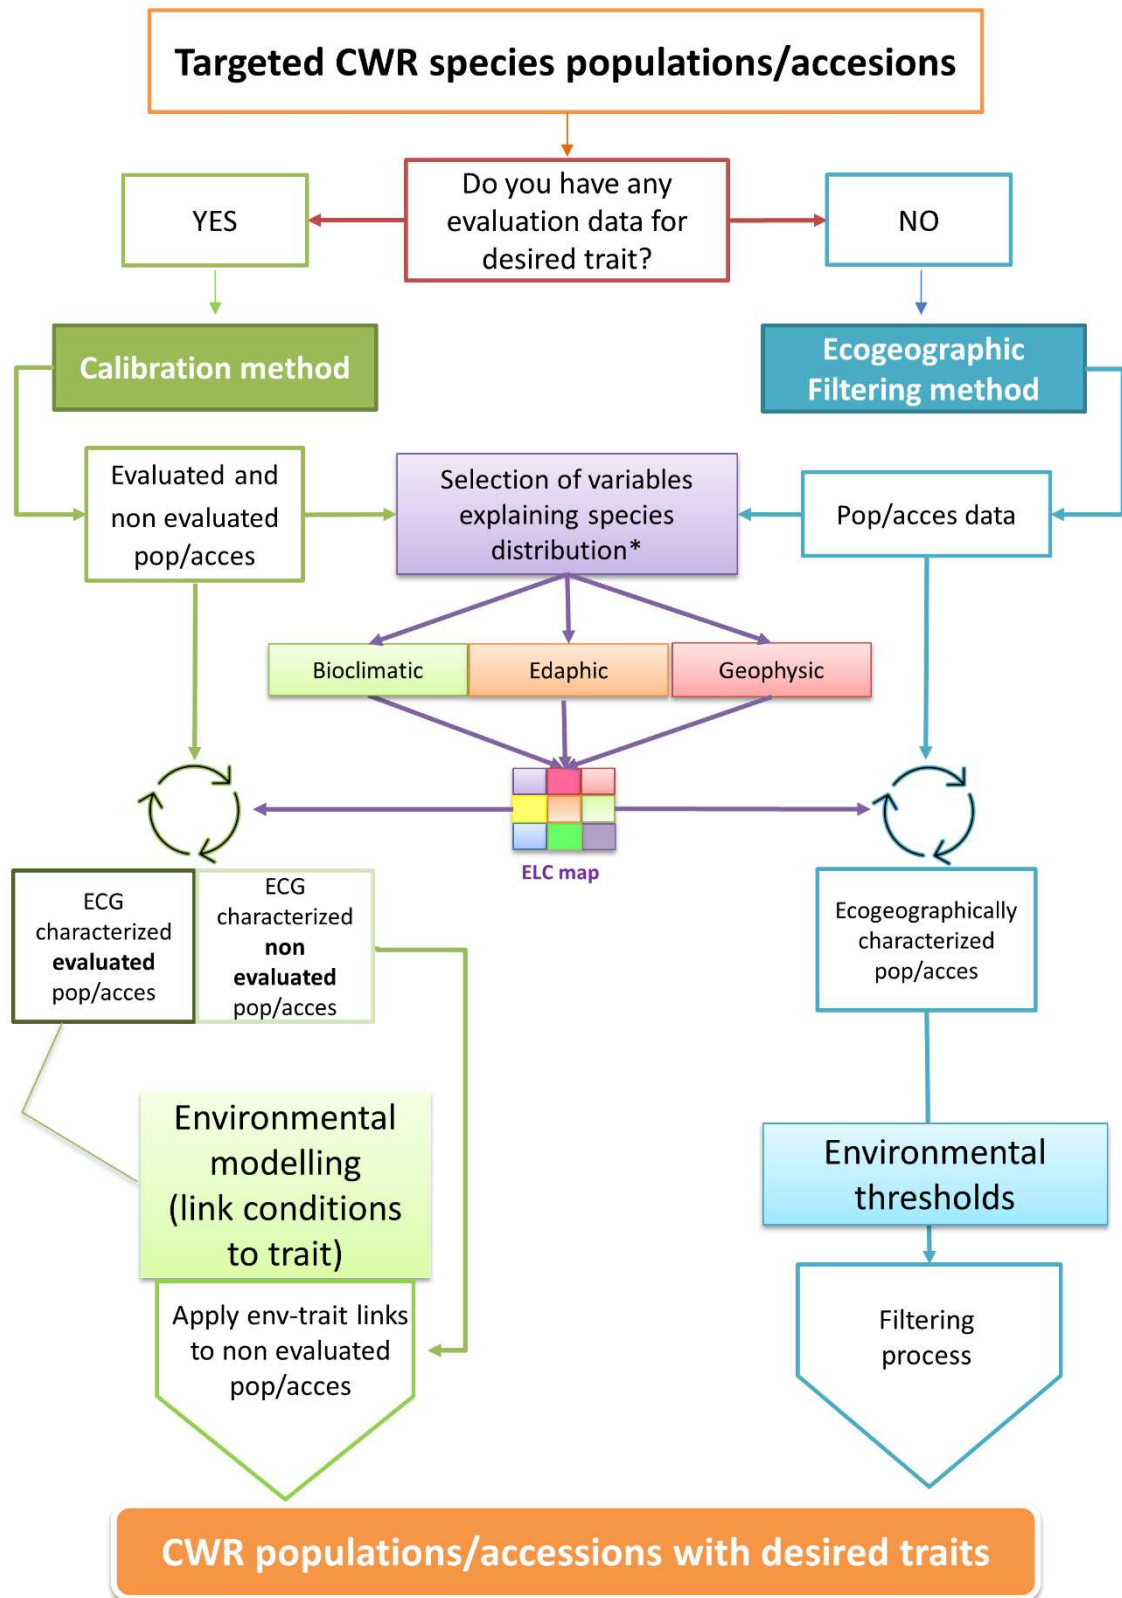 Targeted CWR species populations/accesions
Do you have any
evaluation data for
desired trait?
YES
NO
Calibration method
Ecogeographic
Filtering method
Evaluated and
non evaluated
pop/acces
Selection of variables
explaining species
distribution*
Pop/acces data
Bioclimatic
Edaphic
Geophysic
ELC map
ECG
characterized
evaluated
pop/acces
ECG
characterized
non
evaluated
pop/acces
Ecogeographically
characterized
pop/acces
Environmental
modelling
(link conditions
to trait)
Environmental
thresholds
Apply env-trait links
to non evaluated
pop/acces
Filtering
process
CWR populations/accessions with desired traits